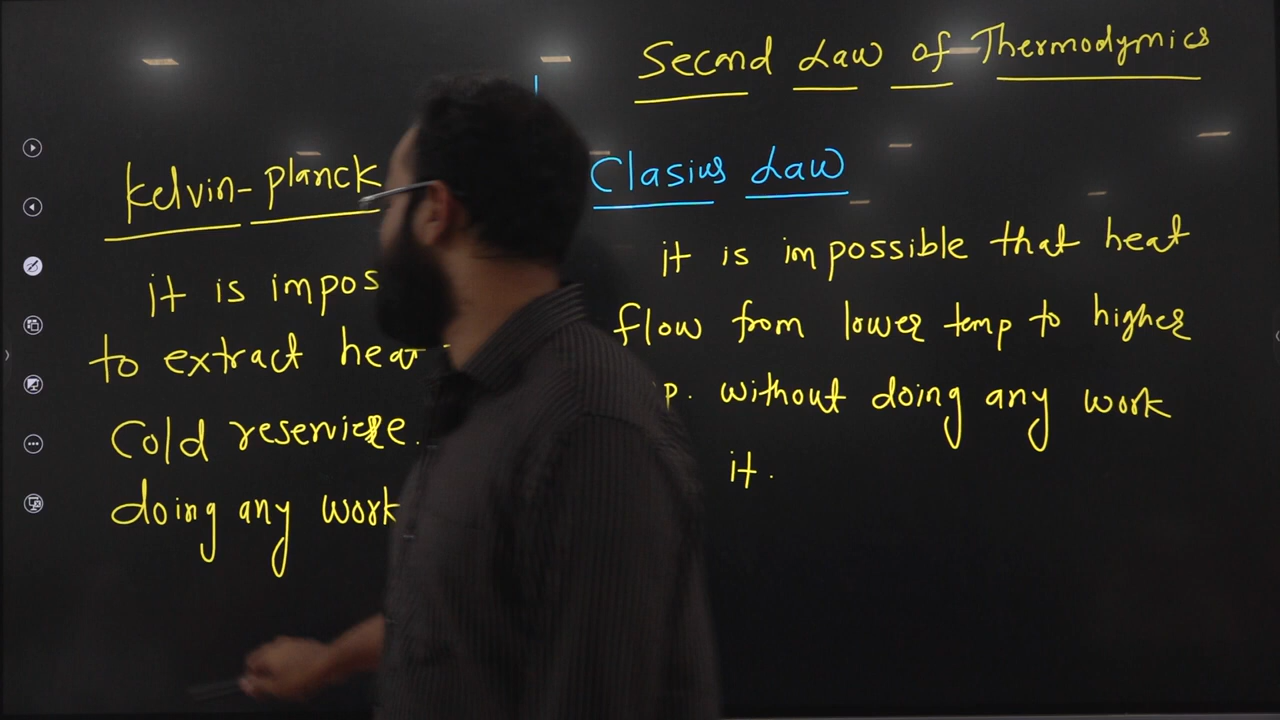 Second Law of Thermodymics
Kelvin-planck
it is impos
to extract hea
Cold reserviere.
doing any work
Clasius Law
it is impossible that heat
flow from lower temp to higher
p. without doing any work
it.